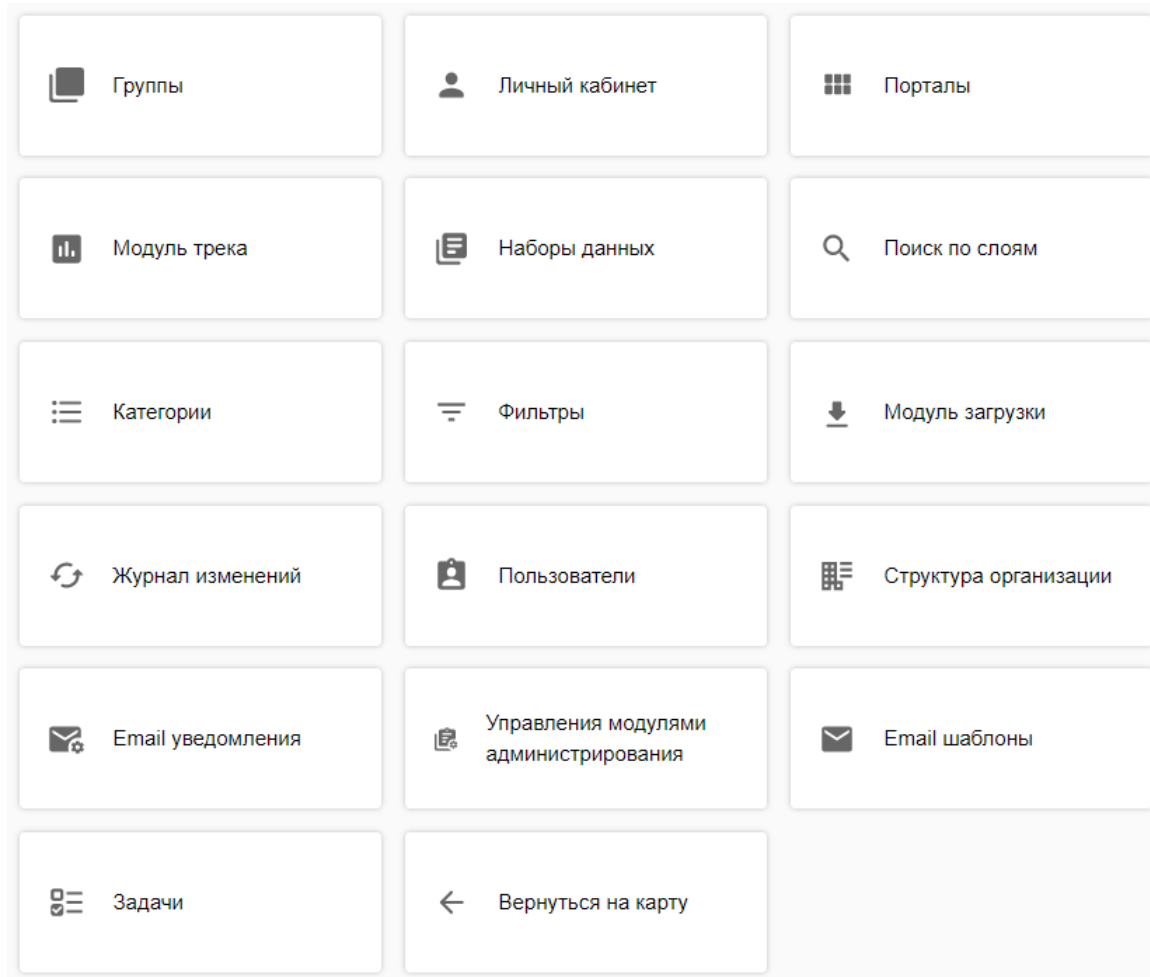 Группы
Личный кабинет
Порталы
Модуль трека
Наборы данных
Поиск по слоям
Категории
Фильтры
Модуль загрузки
Журнал изменений
Пользователи
Структура организации
Email уведомления
Управления модулями
администрирования
Email шаблоны
Задачи
Вернуться на карту